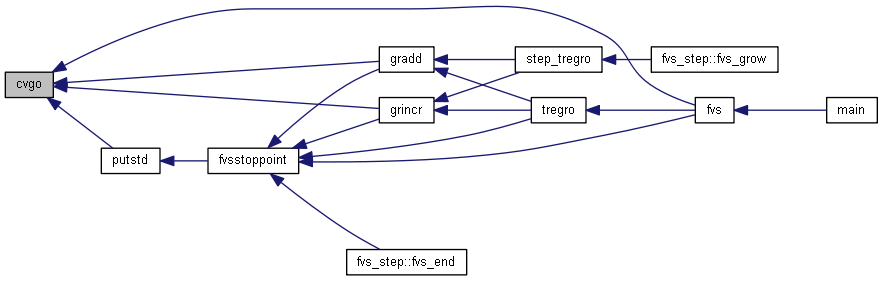 cvgo
gradd
step_tregro
fvs_step::fvs_grow
grincr
tregro
fvs
main
putstd
fvsstoppoint
fvs_step::fvs_end